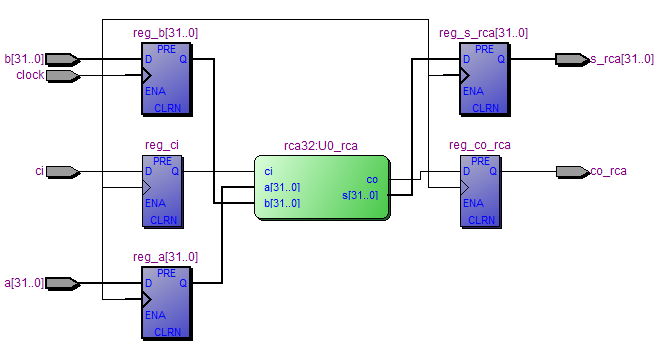 reg_b[31..0]
reg_s_rca[31..0]
b[31..0]
clock
PRE
D Q
ENA
CLRN
PRE
D Q
ENA
CLRN
s_rca[31..0]
reg_ci
rca32:U0_rca
reg_co_rca
ci
PRE
D Q
ENA
CLRN
ci
a[31..0]
b[31..0]
co
s[31..0]
PRE
D Q
ENA
CLRN
co_rca
reg_a[31..0]
a[31..0]
PRE
D Q
ENA
CLRN